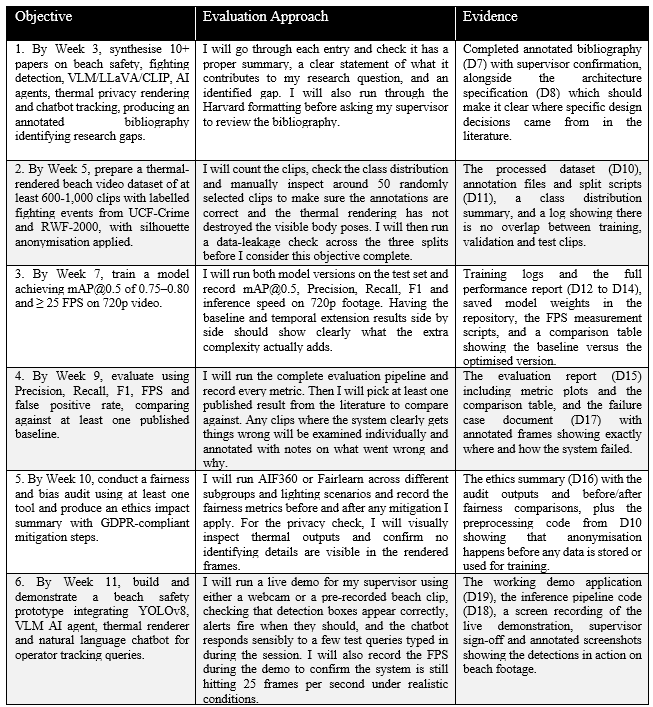 Objective
Evaluation Approach
Evidence
1. By Week 3, synthesise 10+
papers on beach safety, fighting
detection, VLM/LLaVA/CLIP, AI
agents, thermal privacy rendering
and chatbot tracking, producing an
annotated bibliography
identifying research gaps.
I will go through each entry and check it has a
proper summary, a clear statement of what it
contributes to my research question, and an
identified gap. I will also run through the
Harvard formatting before asking my supervisor
to review the bibliography.
Completed annotated bibliography
(D7) with supervisor confirmation,
alongside the architecture
specification (D8) which should
make it clear where specific design
decisions came from in the
literature.
2. By Week 5, prepare a thermal-
rendered beach video dataset of at
least 600-1,000 clips with labelled
fighting events from UCF-Crime
and RWF-2000, with silhouette
anonymisation applied.
I will count the clips, check the class distribution
and manually inspect around 50 randomly
selected clips to make sure the annotations are
correct and the thermal rendering has not
destroyed the visible body poses. I will then run
a data-leakage check across the three splits
before I consider this objective complete.
The processed dataset (D10),
annotation files and split scripts
(D11), a class distribution
summary, and a log showing there
is no overlap between training,
validation and test clips.
3. By Week 7, train a model
achieving mAP@0.5 of 0.75–0.80
and ≥ 25 FPS on 720p video.
I will run both model versions on the test set and
record mAP@0.5, Precision, Recall, F1 and
inference speed on 720p footage. Having the
baseline and temporal extension results side by
side should show clearly what the extra
complexity actually adds.
Training logs and the full
performance report (D12 to D14),
saved model weights in the
repository, the FPS measurement
scripts, and a comparison table
showing the baseline versus the
optimised version.
4. By Week 9, evaluate using
Precision, Recall, F1, FPS and
false positive rate, comparing
against at least one published
baseline.
I will run the complete evaluation pipeline and
record every metric. Then I will pick at least one
published result from the literature to compare
against. Any clips where the system clearly gets
things wrong will be examined individually and
annotated with notes on what went wrong and
why.
The evaluation report (D15)
including metric plots and the
comparison table, and the failure
case document (D17) with
annotated frames showing exactly
where and how the system failed.
5. By Week 10, conduct a fairness
and bias audit using at least one
tool and produce an ethics impact
summary with GDPR-compliant
mitigation steps.
I will run AIF360 or Fairlearn across different
subgroups and lighting scenarios and record the
fairness metrics before and after any mitigation I
apply. For the privacy check, I will visually
inspect thermal outputs and confirm no
identifying details are visible in the rendered
frames.
The ethics summary (D16) with the
audit outputs and before/after
fairness comparisons, plus the
preprocessing code from D10
showing that anonymisation
happens before any data is stored or
used for training.
6. By Week 11, build and
demonstrate a beach safety
prototype integrating YOLOv8,
VLM AI agent, thermal renderer
and natural language chatbot for
operator tracking queries.
I will run a live demo for my supervisor using
either a webcam or a pre-recorded beach clip,
checking that detection boxes appear correctly,
alerts fire when they should, and the chatbot
responds sensibly to a few test queries typed in
during the session. I will also record the FPS
during the demo to confirm the system is still
hitting 25 frames per second under realistic
conditions.
The working demo application
(D19), the inference pipeline code
(D18), a screen recording of the
live demonstration, supervisor
sign-off and annotated screenshots
showing the detections in action on
beach footage.